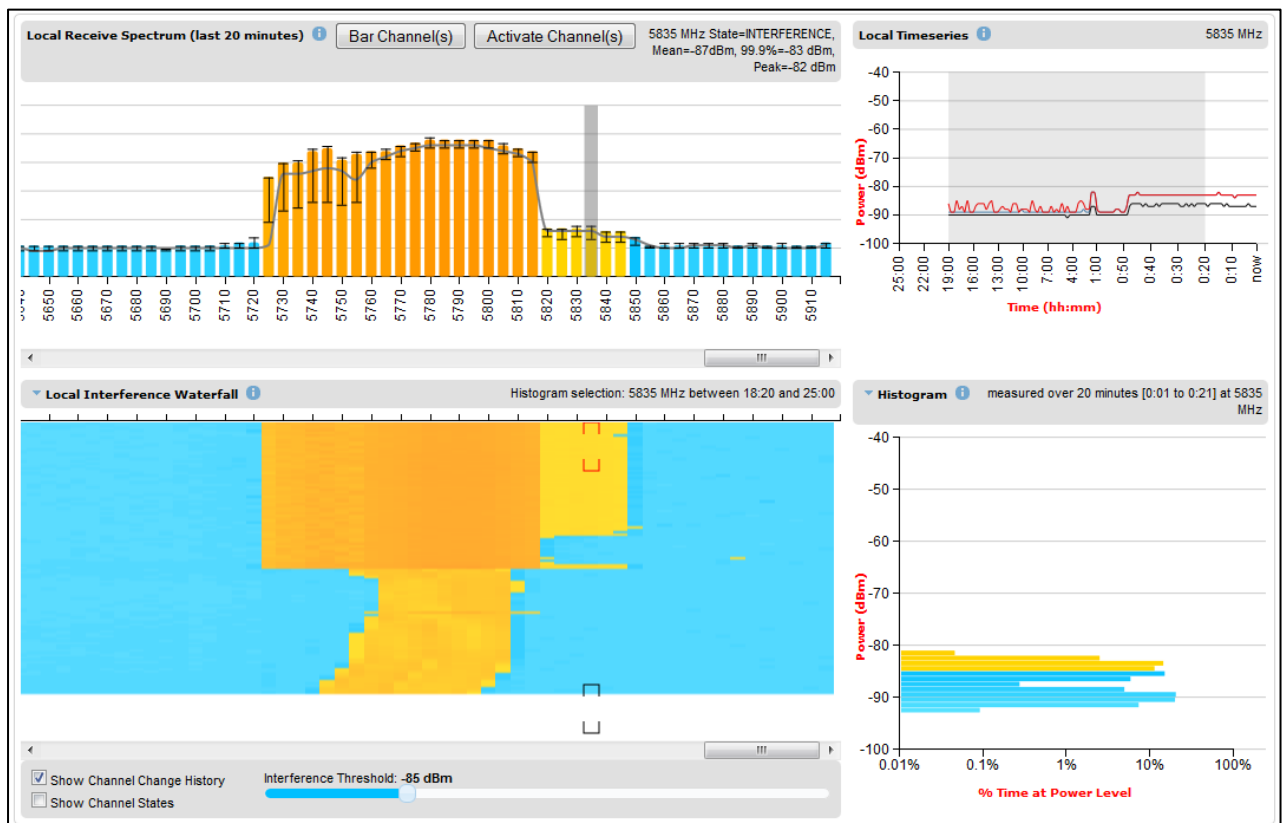 Local Receive Spectrum (last 20 minutes)
Bar Channel(s)
Activate Channel(s)
5835 MHz State=INTERFERENCE,
Mean=-87dBm, 99.9%=-83 dBm,
Peak=-82 dBm
5650
5660
5670
5680
5690
5700
5710
5720
5730
5740
5750
5760
5770
5780
5790
5800
5810
5820
5830
5840
5850
5860
5870
5880
5890
5900
5910
Local Timeseries
5835 MHz
-40
-50
-60
-70
-80
-90
-100
Power (dBm)
25:00
22:00
19:00
16:00
13:00
10:00
7:00
4:00
1:00
0:50
0:40
0:30
0:20
0:10
now
Time (hh:mm)
Local Interference Waterfall
Histogram selection: 5835 MHz between 18:20 and 25:00
Show Channel Change History
Show Channel States
Interference Threshold: -85 dBm
Histogram
measured over 20 minutes [0:01 to 0:21] at 5835
MHz
-40
-50
-60
-70
-80
-90
-100
Power (dBm)
0.01%
0.1%
1%
10%
100%
% Time at Power Level